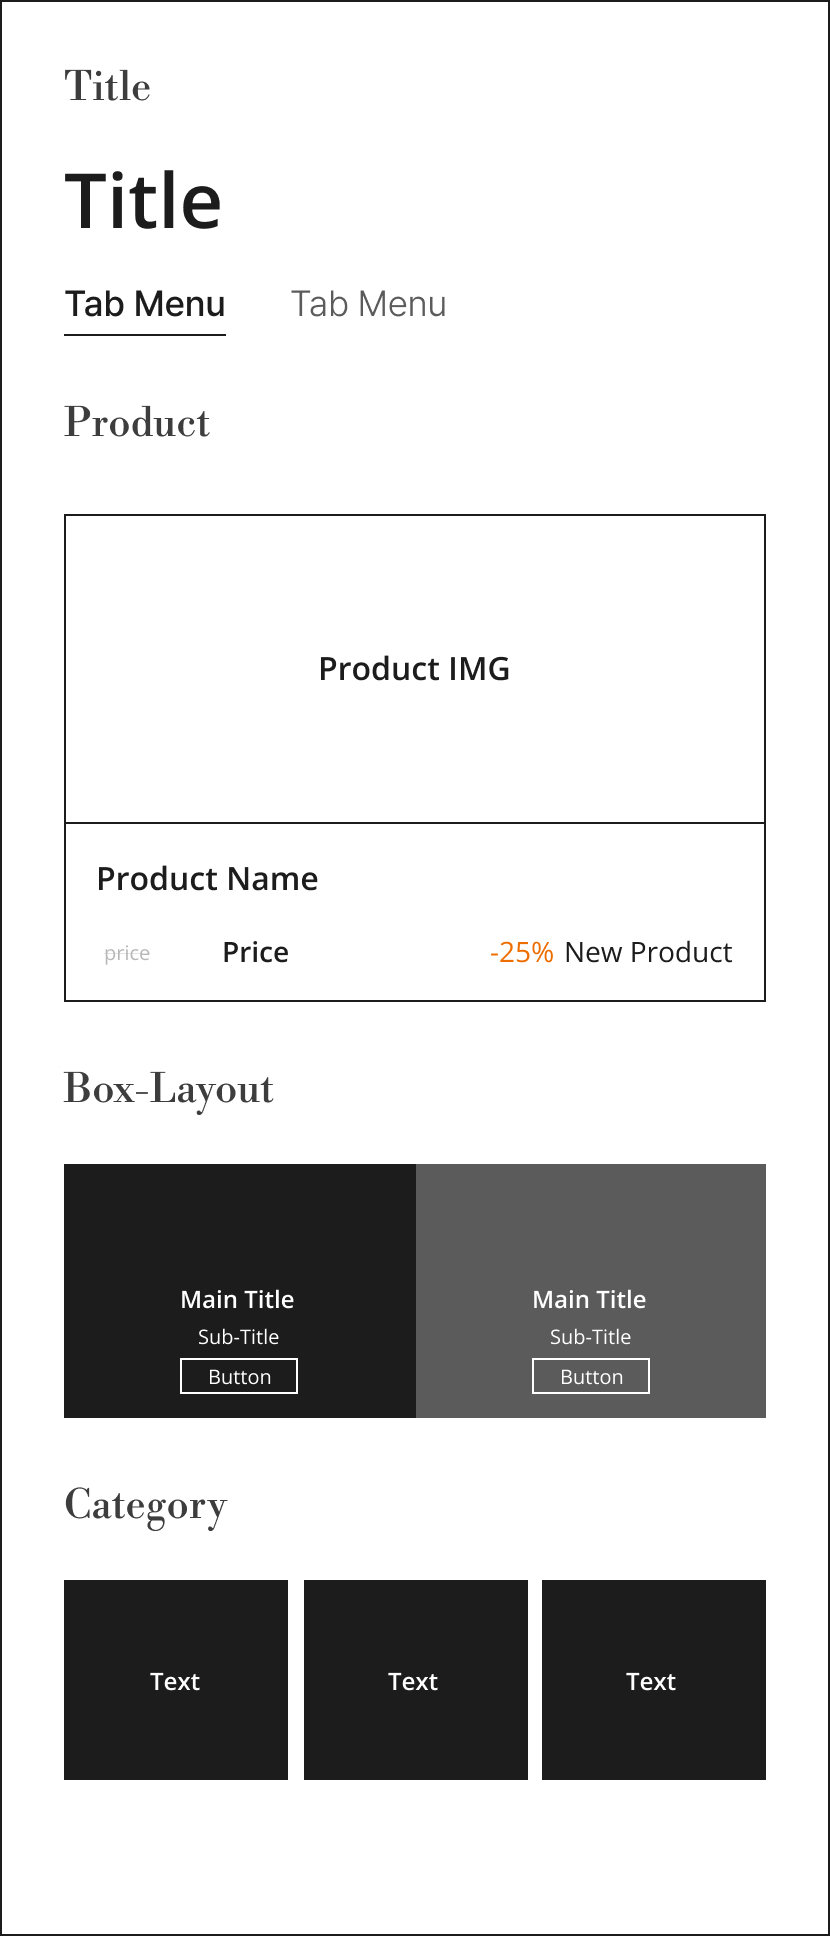 Title
Title
Tab Menu Tab Menu
Product
Product IMG
Product Name
price Price -25% New Product
Box-Layout
Main Title Main Title
Sub-Title Sub-Title
Button Button
Category
Text Text Text